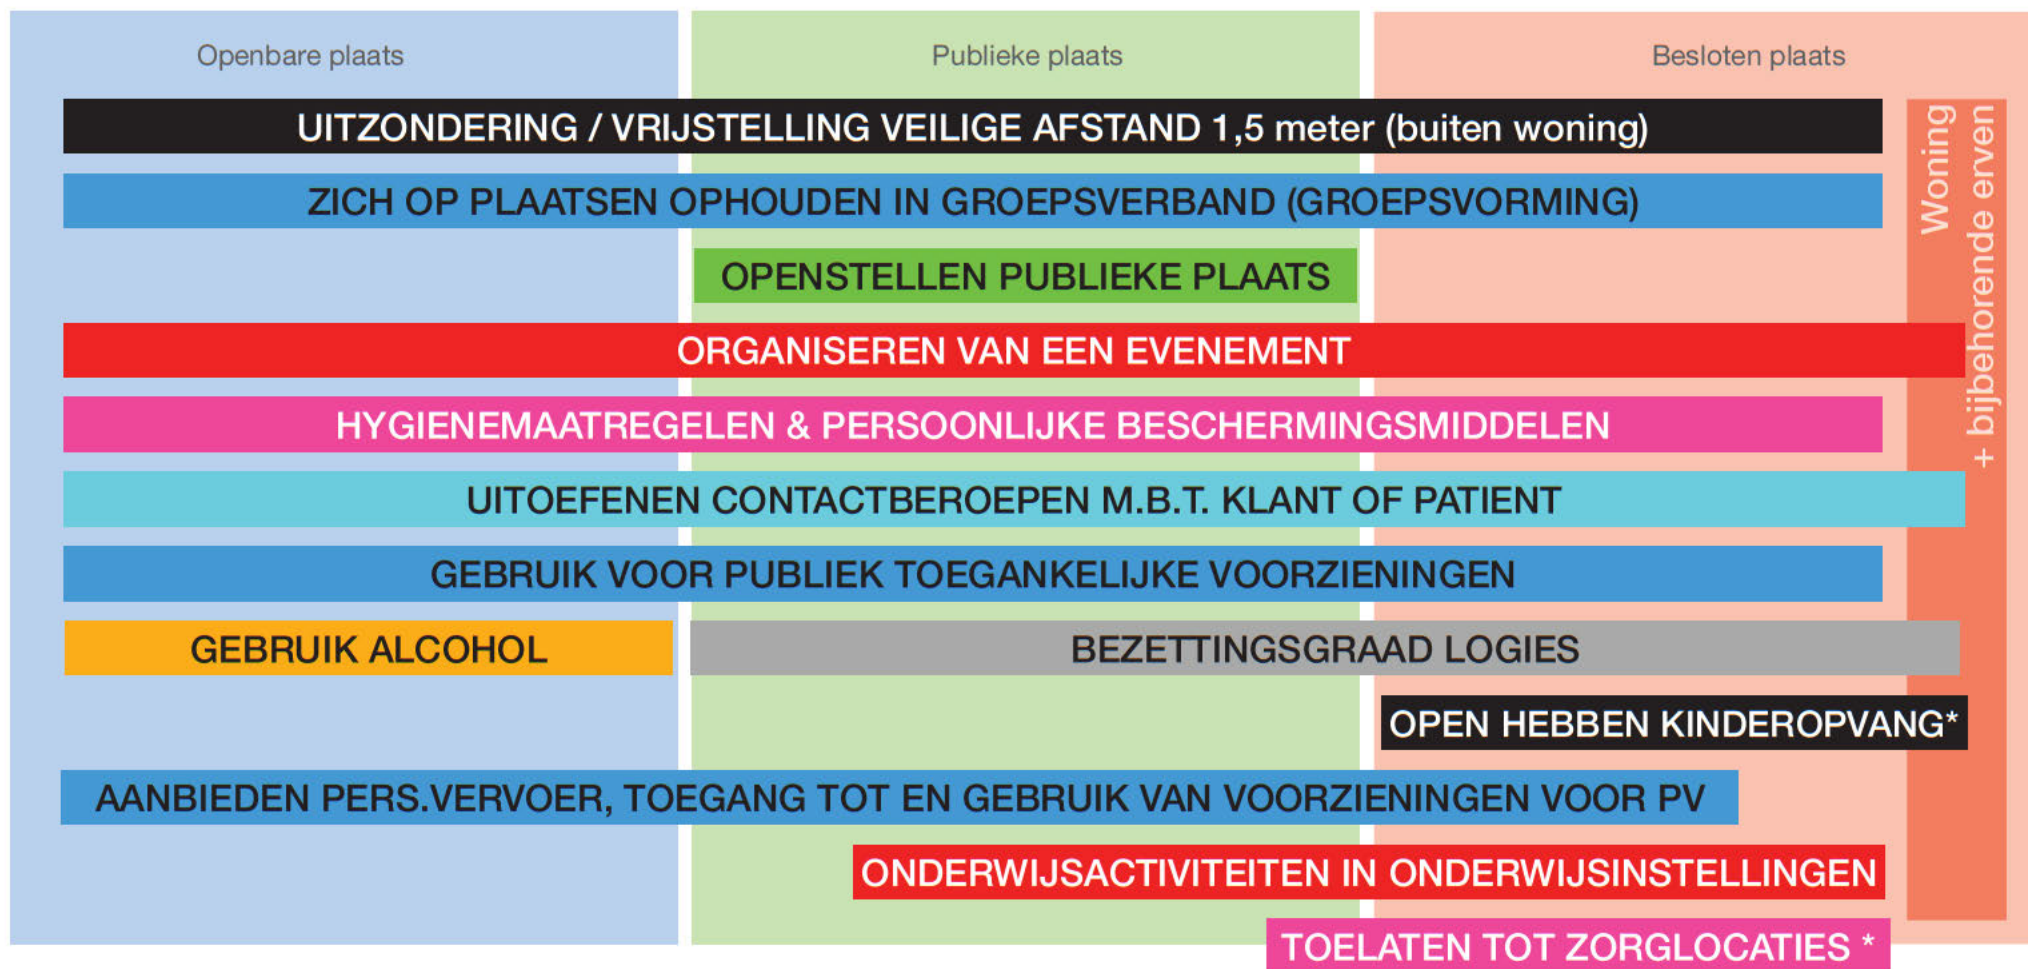 Openbare plaats
Publieke plaats
Besloten plaats
UITZONDERING / VRIJSTELLING VEILIGE AFSTAND 1,5 meter (buiten woning)
ZICH OP PLAATSEN OPHOUDEN IN GROEPSVERBAND (GROEPSVORMING)
OPENSTELLEN PUBLIEKE PLAATS
ORGANISEREN VAN EEN EVENEMENT
HYGIENEMAATREGELEN & PERSOONLIJKE BESCHERMINGSMIDDELEN
UITOEFENEN CONTACTBEROEPEN M.B.T. KLANT OF PATIENT
GEBRUIK VOOR PUBLIEK TOEGANKELIJKE VOORZIENINGEN
GEBRUIK ALCOHOL
BEZETTINGSGRAAD LOGIES
OPEN HEBBEN KINDEROPVANG*
AANBIEDEN PERS.VERVOER, TOEGANG TOT EN GEBRUIK VAN VOORZIENINGEN VOOR PV
ONDERWIJSACTIVITEITEN IN ONDERWIJSINSTELLINGEN
TOELATEN TOT ZORGLOCATIES *
Woning
+ bijbehorende erven